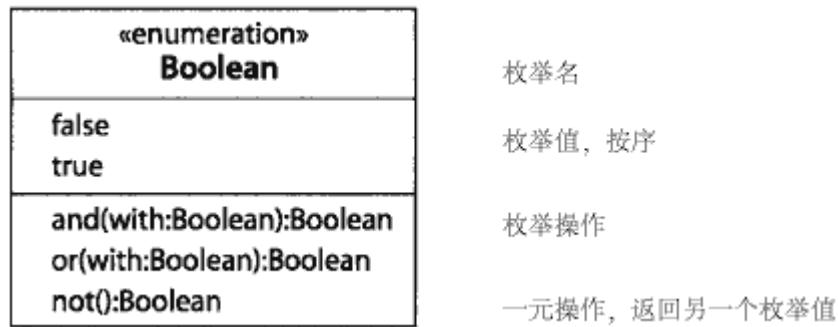 «enumeration»
Boolean
枚举名
false
true
枚举值，按序
and(with:Boolean):Boolean
枚举操作
or(with:Boolean):Boolean
not():Boolean
一元操作，返回另一个枚举值